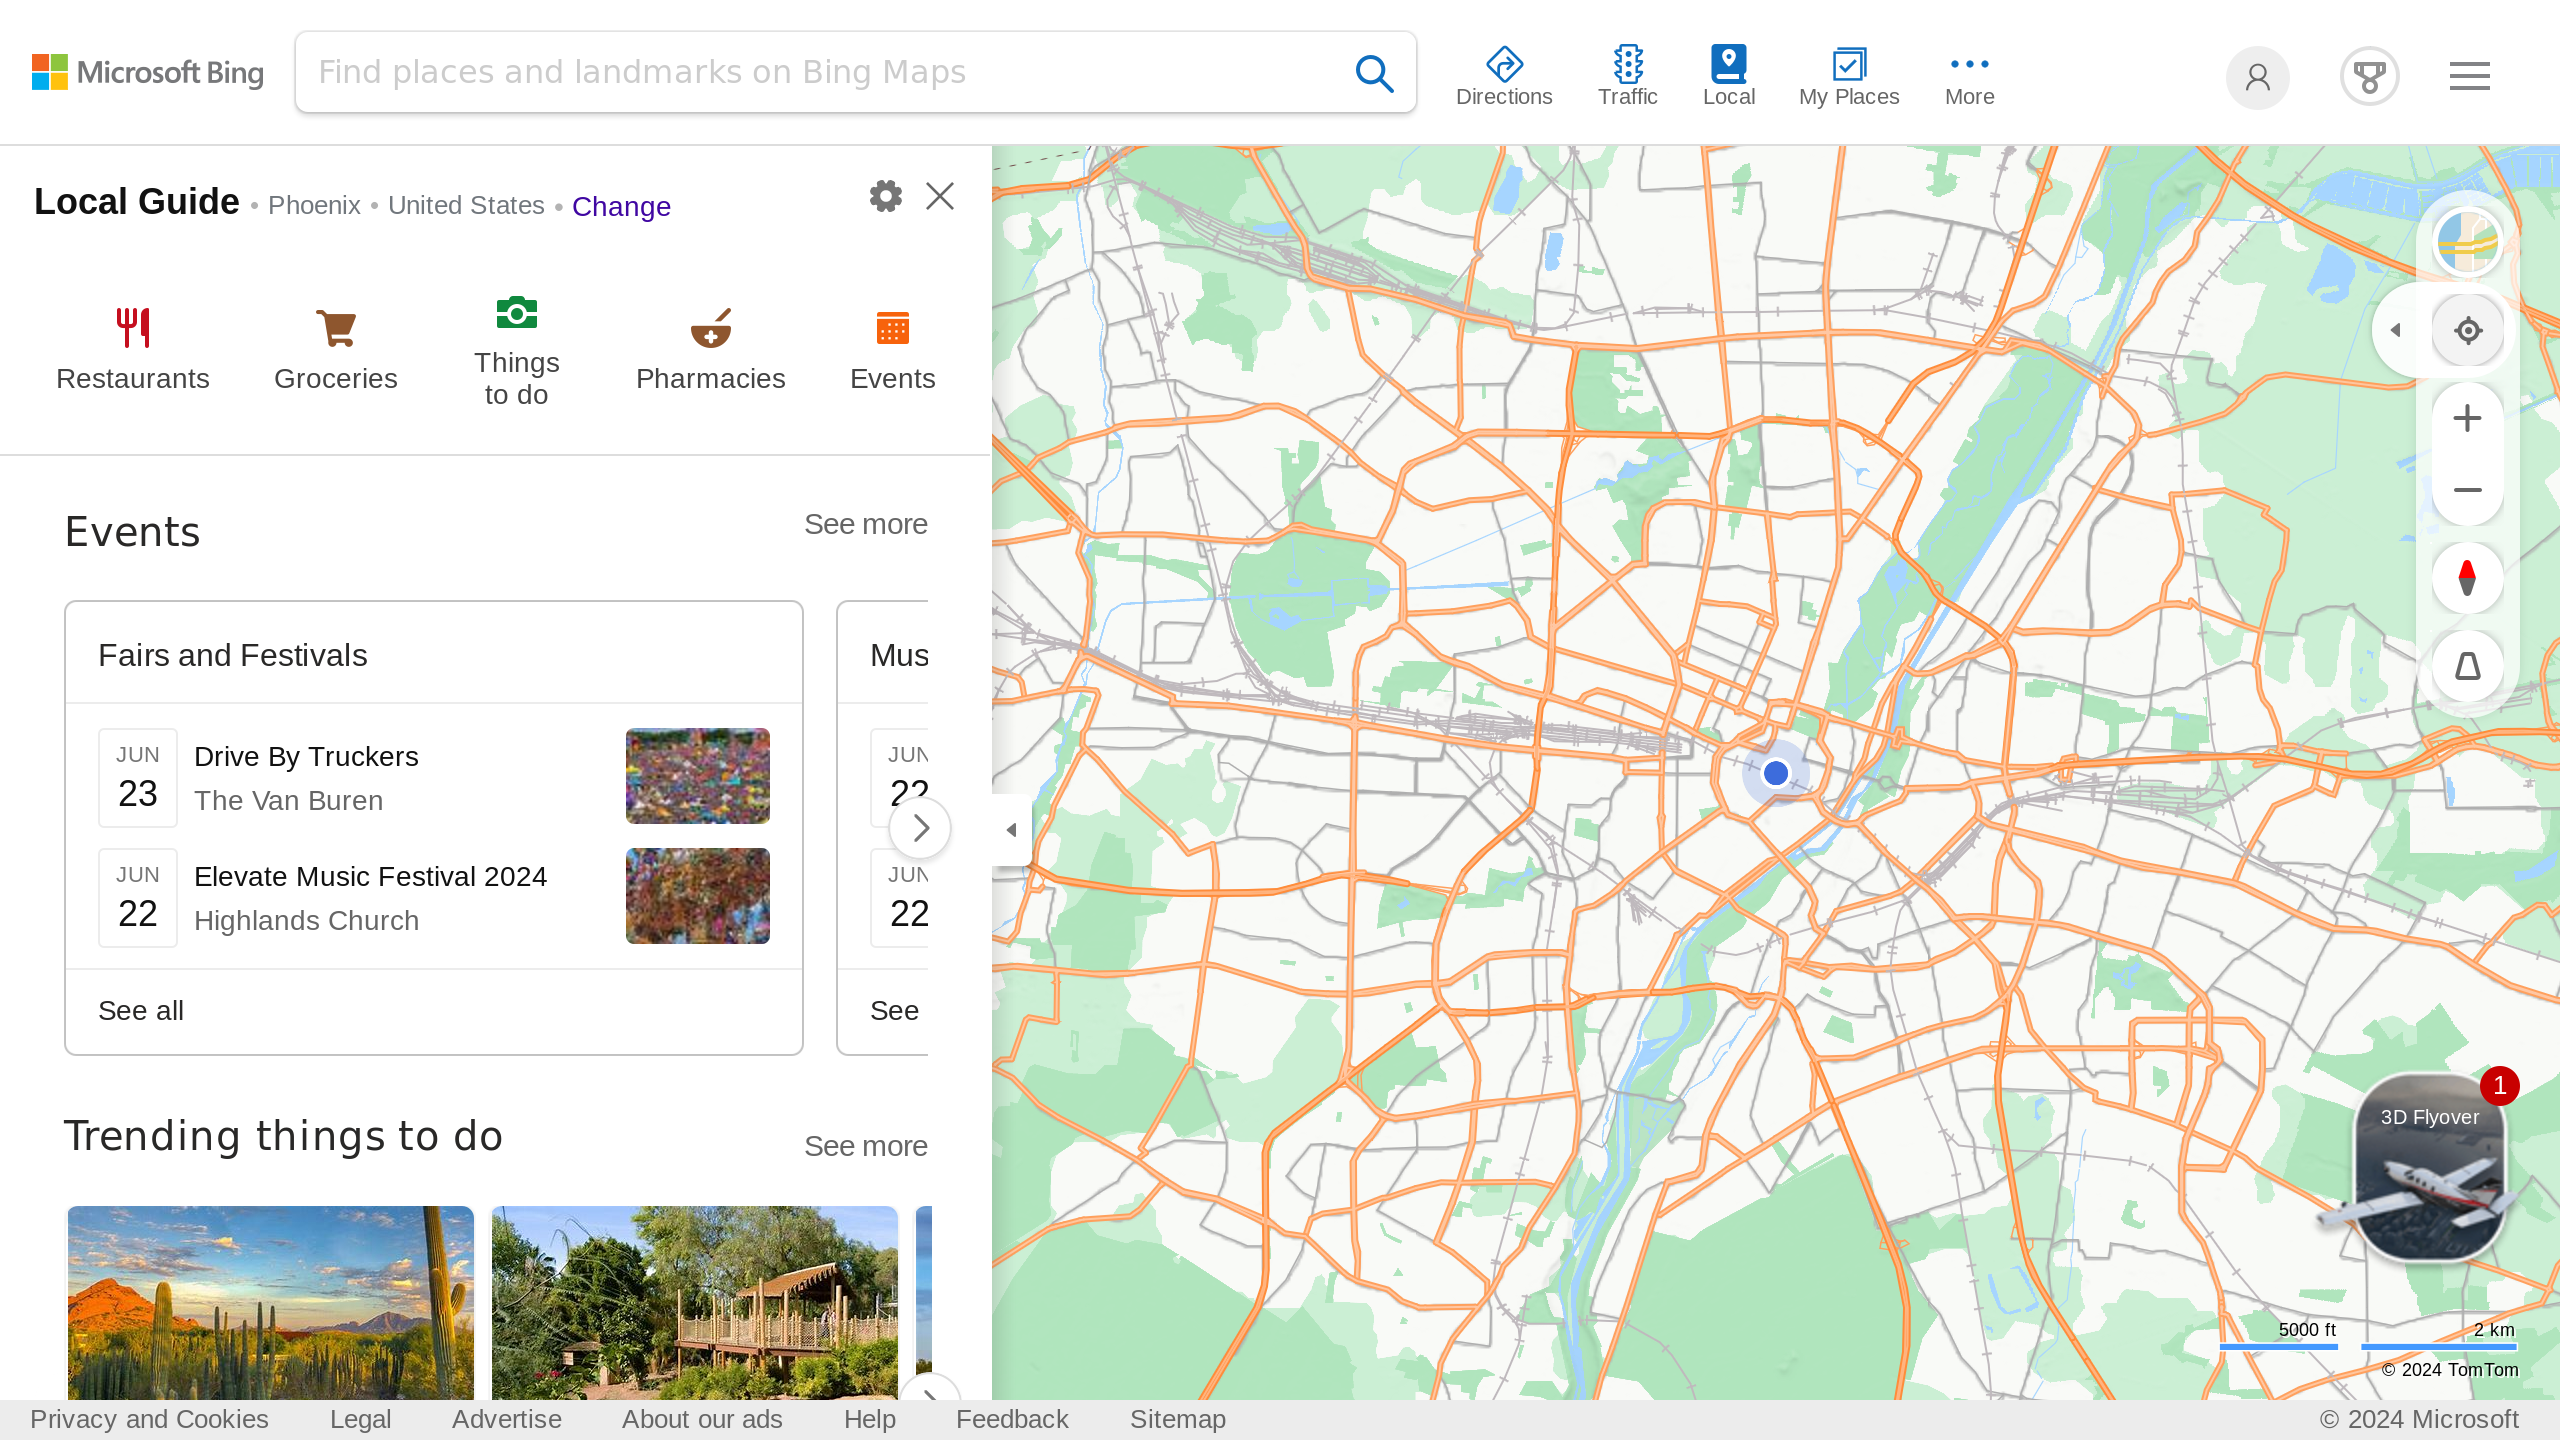 Microsoft Bing
Find places and landmarks on Bing Maps
Directions
Traffic
Local
My Places
More
Local Guide • Phoenix • United States • Change
Restaurants
Groceries
Things
to do
Pharmacies
Events
Events
See more
Fairs and Festivals
JUN
23
Drive By Truckers
The Van Buren
JUN
22
Elevate Music Festival 2024
Highlands Church
See all
Mus
JUN
22
JUN
22
See
Trending things to do
See more
3D Flyover
1
5000 ft
2 km
© 2024 TomTom
Privacy and Cookies
Legal
Advertise
About our ads
Help
Feedback
Sitemap
© 2024 Microsoft